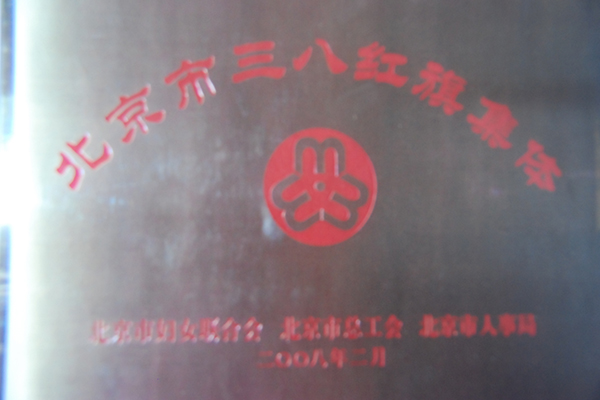 北京市三八红旗集体
北京市妇女联合会 北京市总工会 北京市人事局
二〇〇八年二月